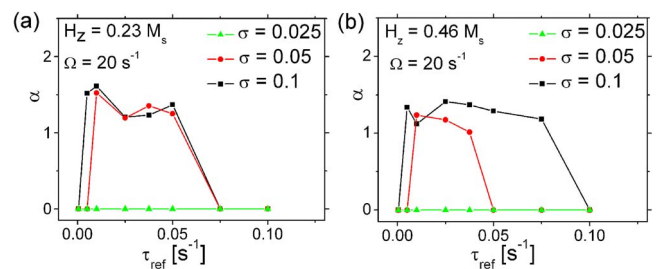 (a)
H_Z = 0.23 M_s
Ω = 20 s⁻¹
σ = 0.025
σ = 0.05
σ = 0.1
α
2
1
0
0.00 0.05 0.10
τ_ref [s⁻¹]
(b)
H_Z = 0.46 M_s
Ω = 20 s⁻¹
σ = 0.025
σ = 0.05
σ = 0.1
α
2
1
0
0.00 0.05 0.10
τ_ref [s⁻¹]